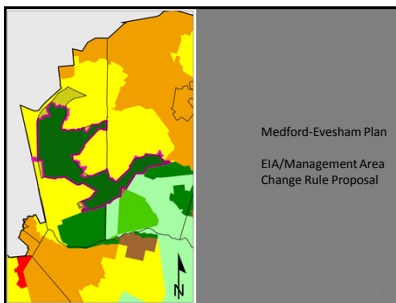 Medford-Evesham Plan
EIA/Management Area
Change Rule Proposal
N